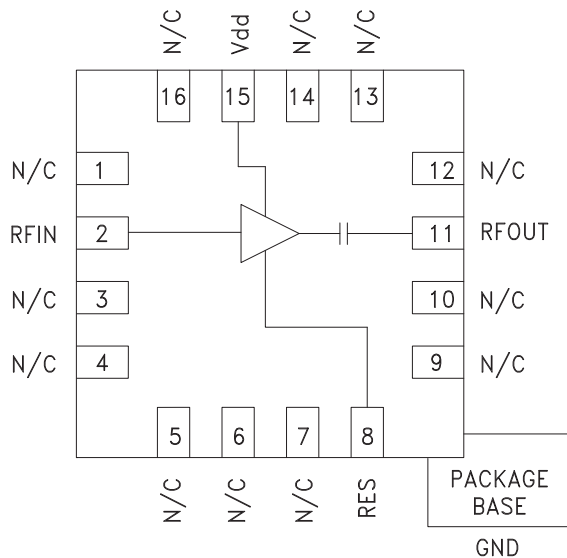 N/C
Vdd
N/C
N/C
16
15
14
13
N/C 1
12 N/C
RFIN 2
11 RFOUT
N/C 3
10 N/C
N/C 4
9 N/C
5
6
7
8
N/C
N/C
N/C
RES
PACKAGE
BASE
GND